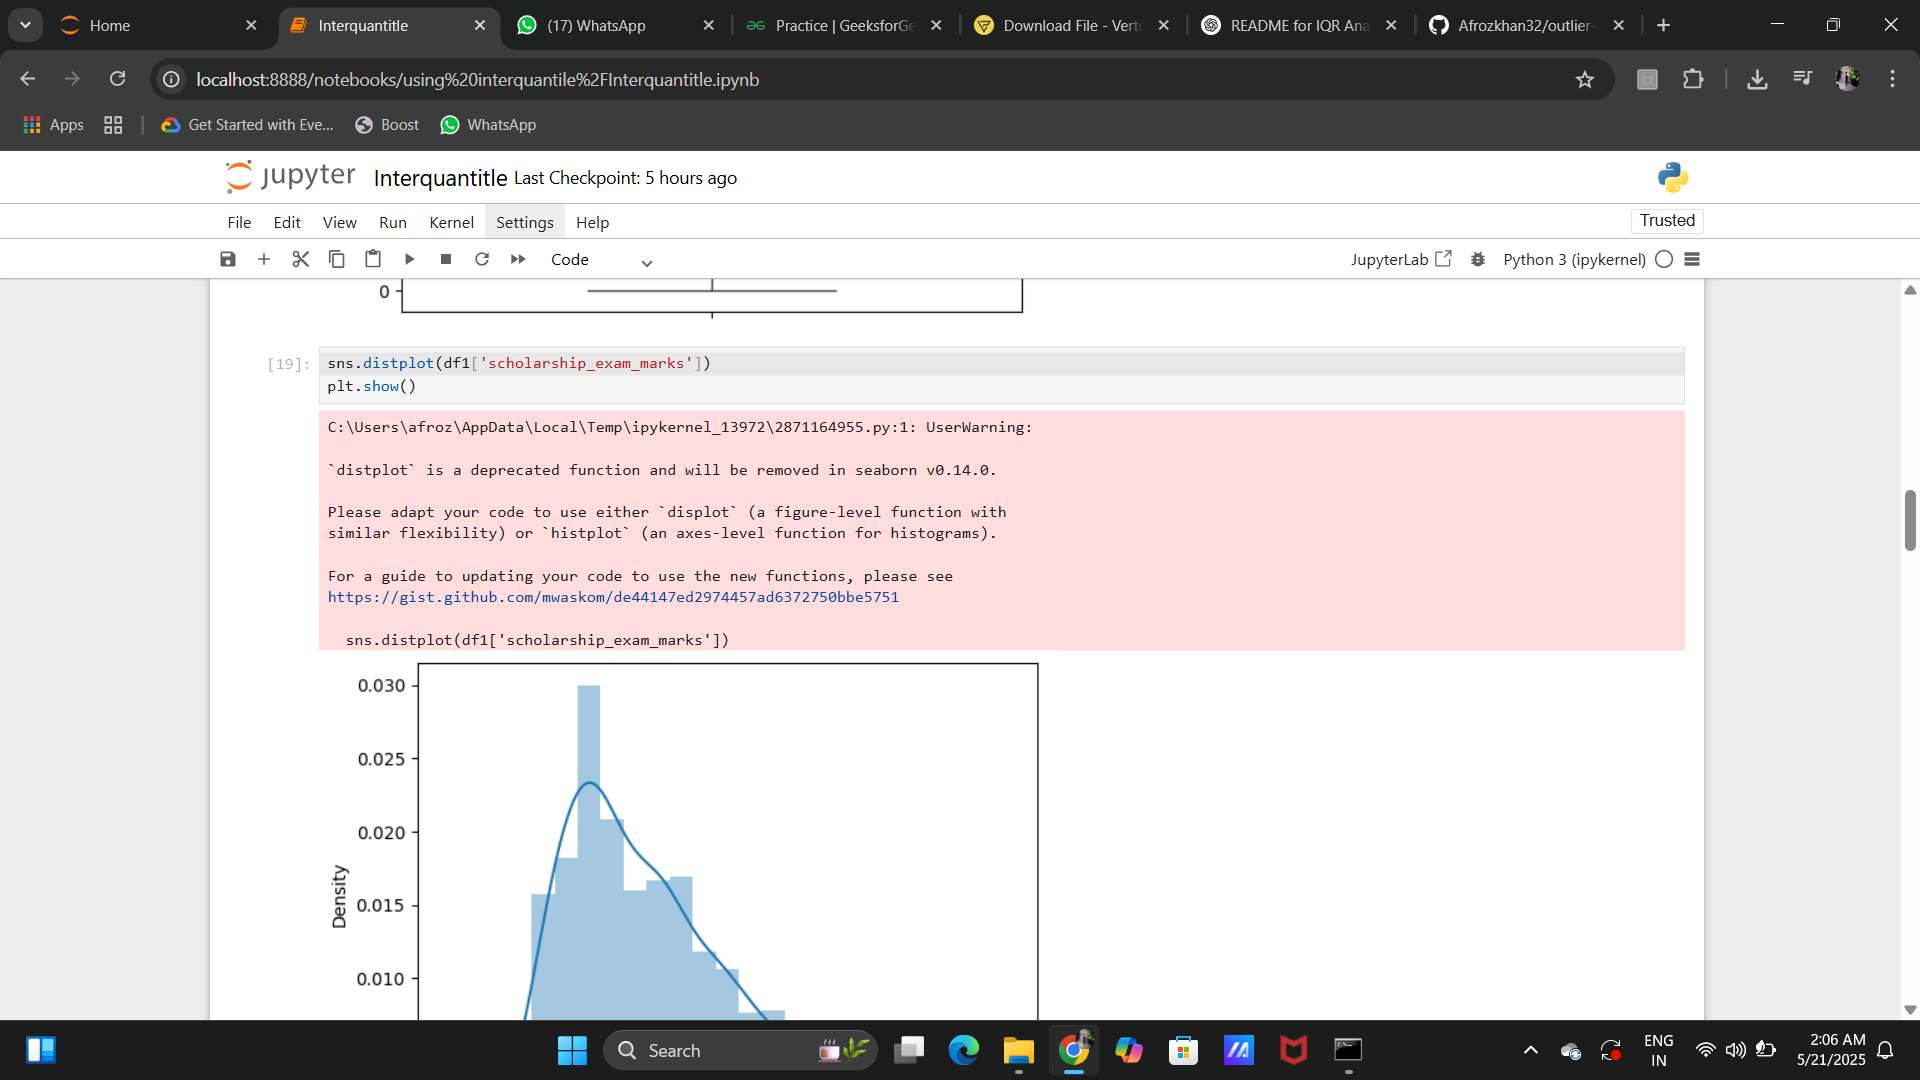 Home
Interquantitle
(17) WhatsApp
Practice | GeeksforGe
Download File - Verto
README for IQR Ana
Afrozkhan32/outlier-
localhost:8888/notebooks/using%20interquantile%2FInterquantitle.ipynb
Apps
Get Started with Eve...
Boost
WhatsApp
jupyter Interquantitle Last Checkpoint: 5 hours ago
File Edit View Run Kernel Settings Help
Trusted
Code
JupyterLab
Python 3 (ipykernel)
0
[19]:
sns.distplot(df1['scholarship_exam_marks'])
plt.show()
C:\Users\afroz\AppData\Local\Temp\ipykernel_13972\2871164955.py:1: UserWarning:
`distplot` is a deprecated function and will be removed in seaborn v0.14.0.
Please adapt your code to use either `displot` (a figure-level function with
similar flexibility) or `histplot` (an axes-level function for histograms).
For a guide to updating your code to use the new functions, please see
https://gist.github.com/mwaskom/de44147ed2974457ad6372750bbe5751
sns.distplot(df1['scholarship_exam_marks'])
0.030
0.025
0.020
0.015
0.010
Density
Search
ENG
IN
2:06 AM
5/21/2025